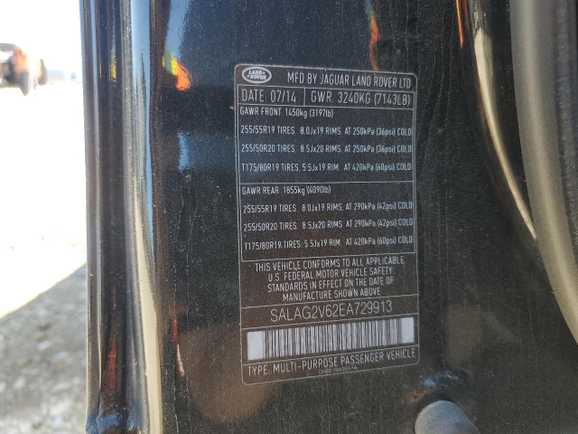 LAND ROVER
MFD BY JAGUAR LAND ROVER LTD
DATE 07/14 GWR. 3240KG (7143LB)
GAWR FRONT 1450kg (3197lb)
255/55R19 TIRES. 8.0Jx19 RIMS. AT 250kPa (36psi) COLD
255/50R20 TIRES. 8.5Jx20 RIMS. AT 250kPa (36psi) COLD
T175/80R19 TIRES. 5.5Jx19 RIM. AT 420kPa (60psi) COLD
GAWR REAR 1855kg (4090lb)
255/55R19 TIRES. 8.0Jx19 RIMS. AT 290kPa (42psi) COLD
255/50R20 TIRES. 8.5Jx20 RIMS. AT 290kPa (42psi) COLD
T175/80R19 TIRES. 5.5Jx19 RIM. AT 420kPa (60psi) COLD
THIS VEHICLE CONFORMS TO ALL APPLICABLE
U.S. FEDERAL MOTOR VEHICLE SAFETY
STANDARDS IN EFFECT ON THE DATE OF
MANUFACTURE SHOWN ABOVE.
SALAG2V62EA729913
TYPE: MULTI-PURPOSE PASSENGER VEHICLE